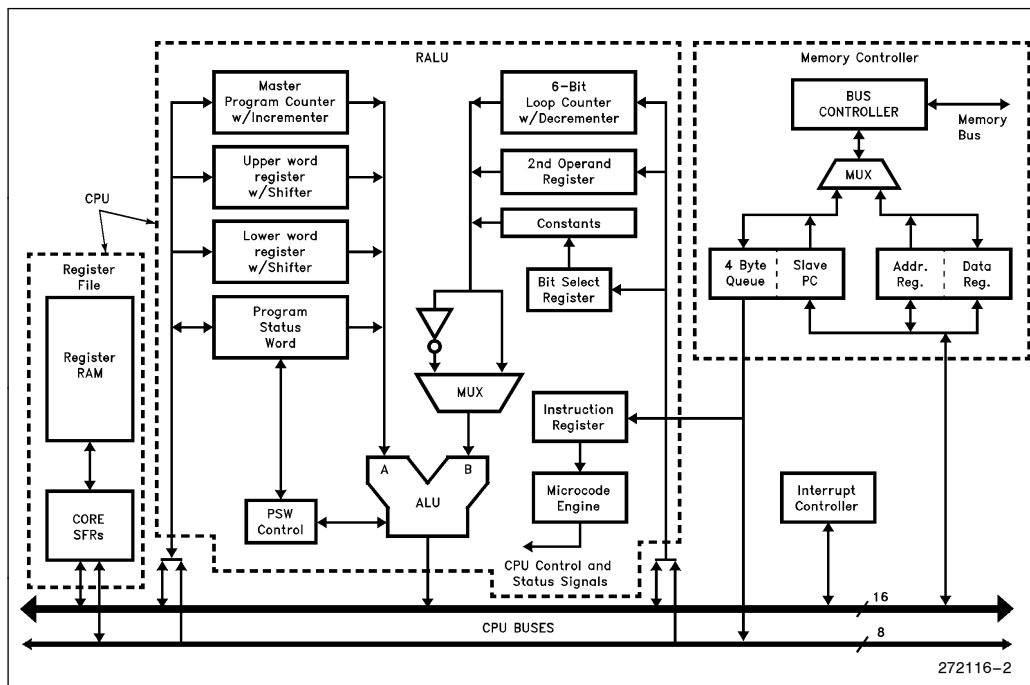 RALU
Master
Program Counter
w/Incrementer
Upper word
register
w/Shifter
Lower word
register
w/Shifter
Program
Status
Word
6-Bit
Loop Counter
w/Decrementer
2nd Operand
Register
Constants
Bit Select
Register
MUX
Instruction
Register
Microcode
Engine
A
B
ALU
PSW
Control
CPU Control and
Status Signals
CPU
Register
File
Register
RAM
CORE
SFRs
Memory Controller
BUS
CONTROLLER
Memory
Bus
MUX
4 Byte
Queue
Slave
PC
Addr.
Reg.
Data
Reg.
Interrupt
Controller
16
CPU BUSES
8
272116-2